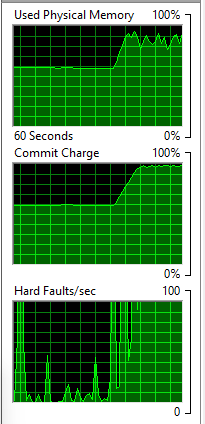 Used Physical Memory 100%
60 Seconds 0%
Commit Charge 100%
0%
Hard Faults/sec 100
0